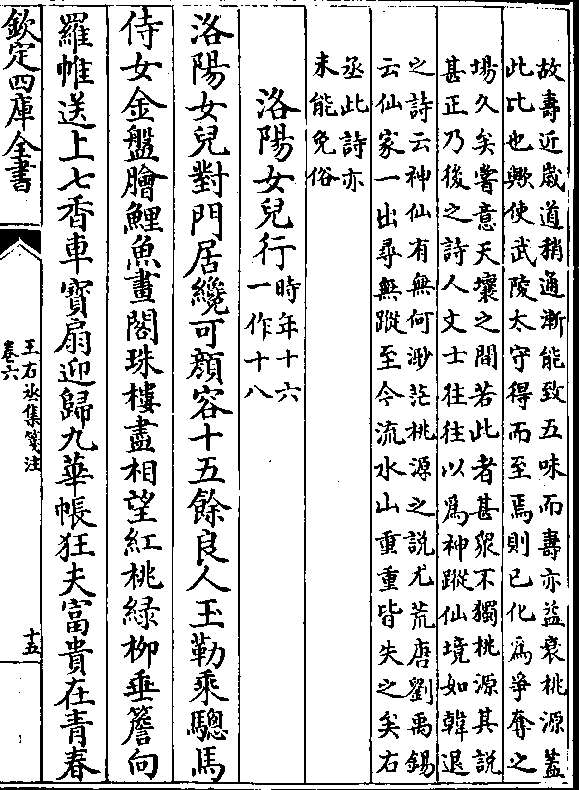 故壽近歲道稍通漸能致五味而壽亦益衰桃源蓋
此比也歟使武陵太守得而至焉則已化為爭奪之
場久矣嘗意天壤之間若此者甚衆不獨桃源其說
甚正乃後之詩人文士往往以為神蹤仙境如韓退
之詩云神仙有無何渺茫桃源之説尤荒唐劉禹錫
云仙家一出尋無蹤至今流水山重重皆失之矣右
丞此詩亦
未能免俗
洛陽女兒行
時年十六
一作十八
洛陽女兒對門居纔可顔容十五餘良人玉勒乘驄馬
侍女金盤膾鯉魚畫閣珠樓盡相望紅桃緑柳垂簷向
羅帷送上七香車寳扇迎歸九華帳狂夫富貴在青春
欽定四庫全書
王右丞集箋注
卷六
十五